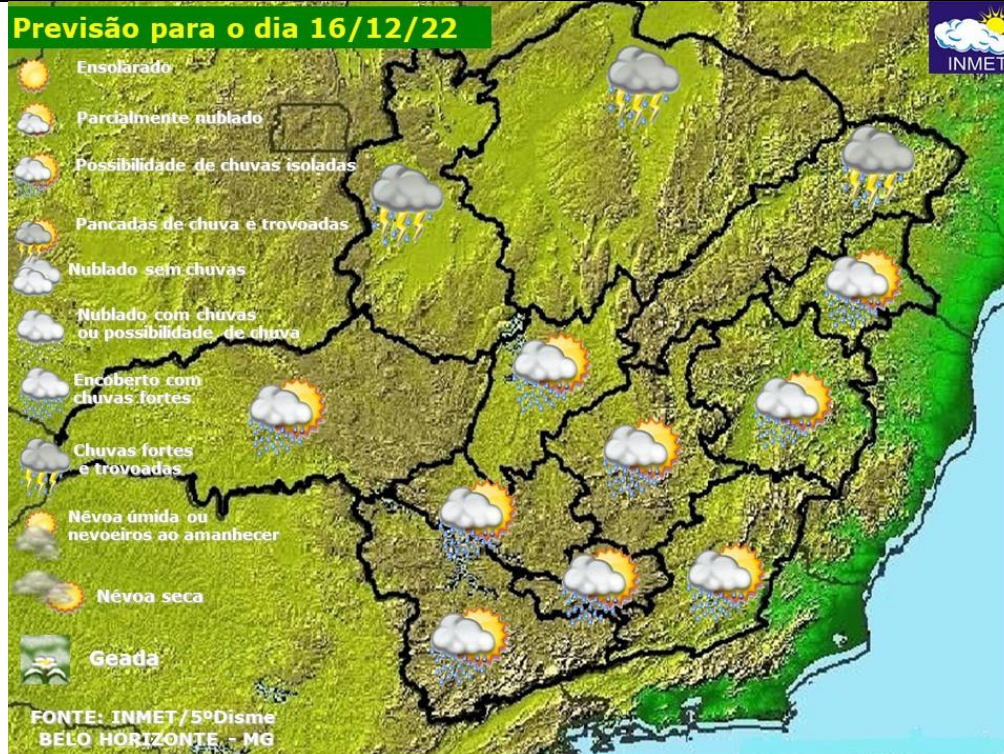 Previsão para o dia 16/12/22
INMET
Ensolarado
Parcialmente nublado
Possibilidade de chuvas isoladas
Pancadas de chuva e trovoadas
Nublado sem chuvas
Nublado com chuvas
ou possibilidade de chuva
Encoberto com
chuvas fortes
Chuvas fortes
e trovoadas
Névoa úmida ou
nevoeiros ao amanhecer
Névoa seca
Geada
FONTE: INMET/5ºDisme
BELO HORIZONTE - MG